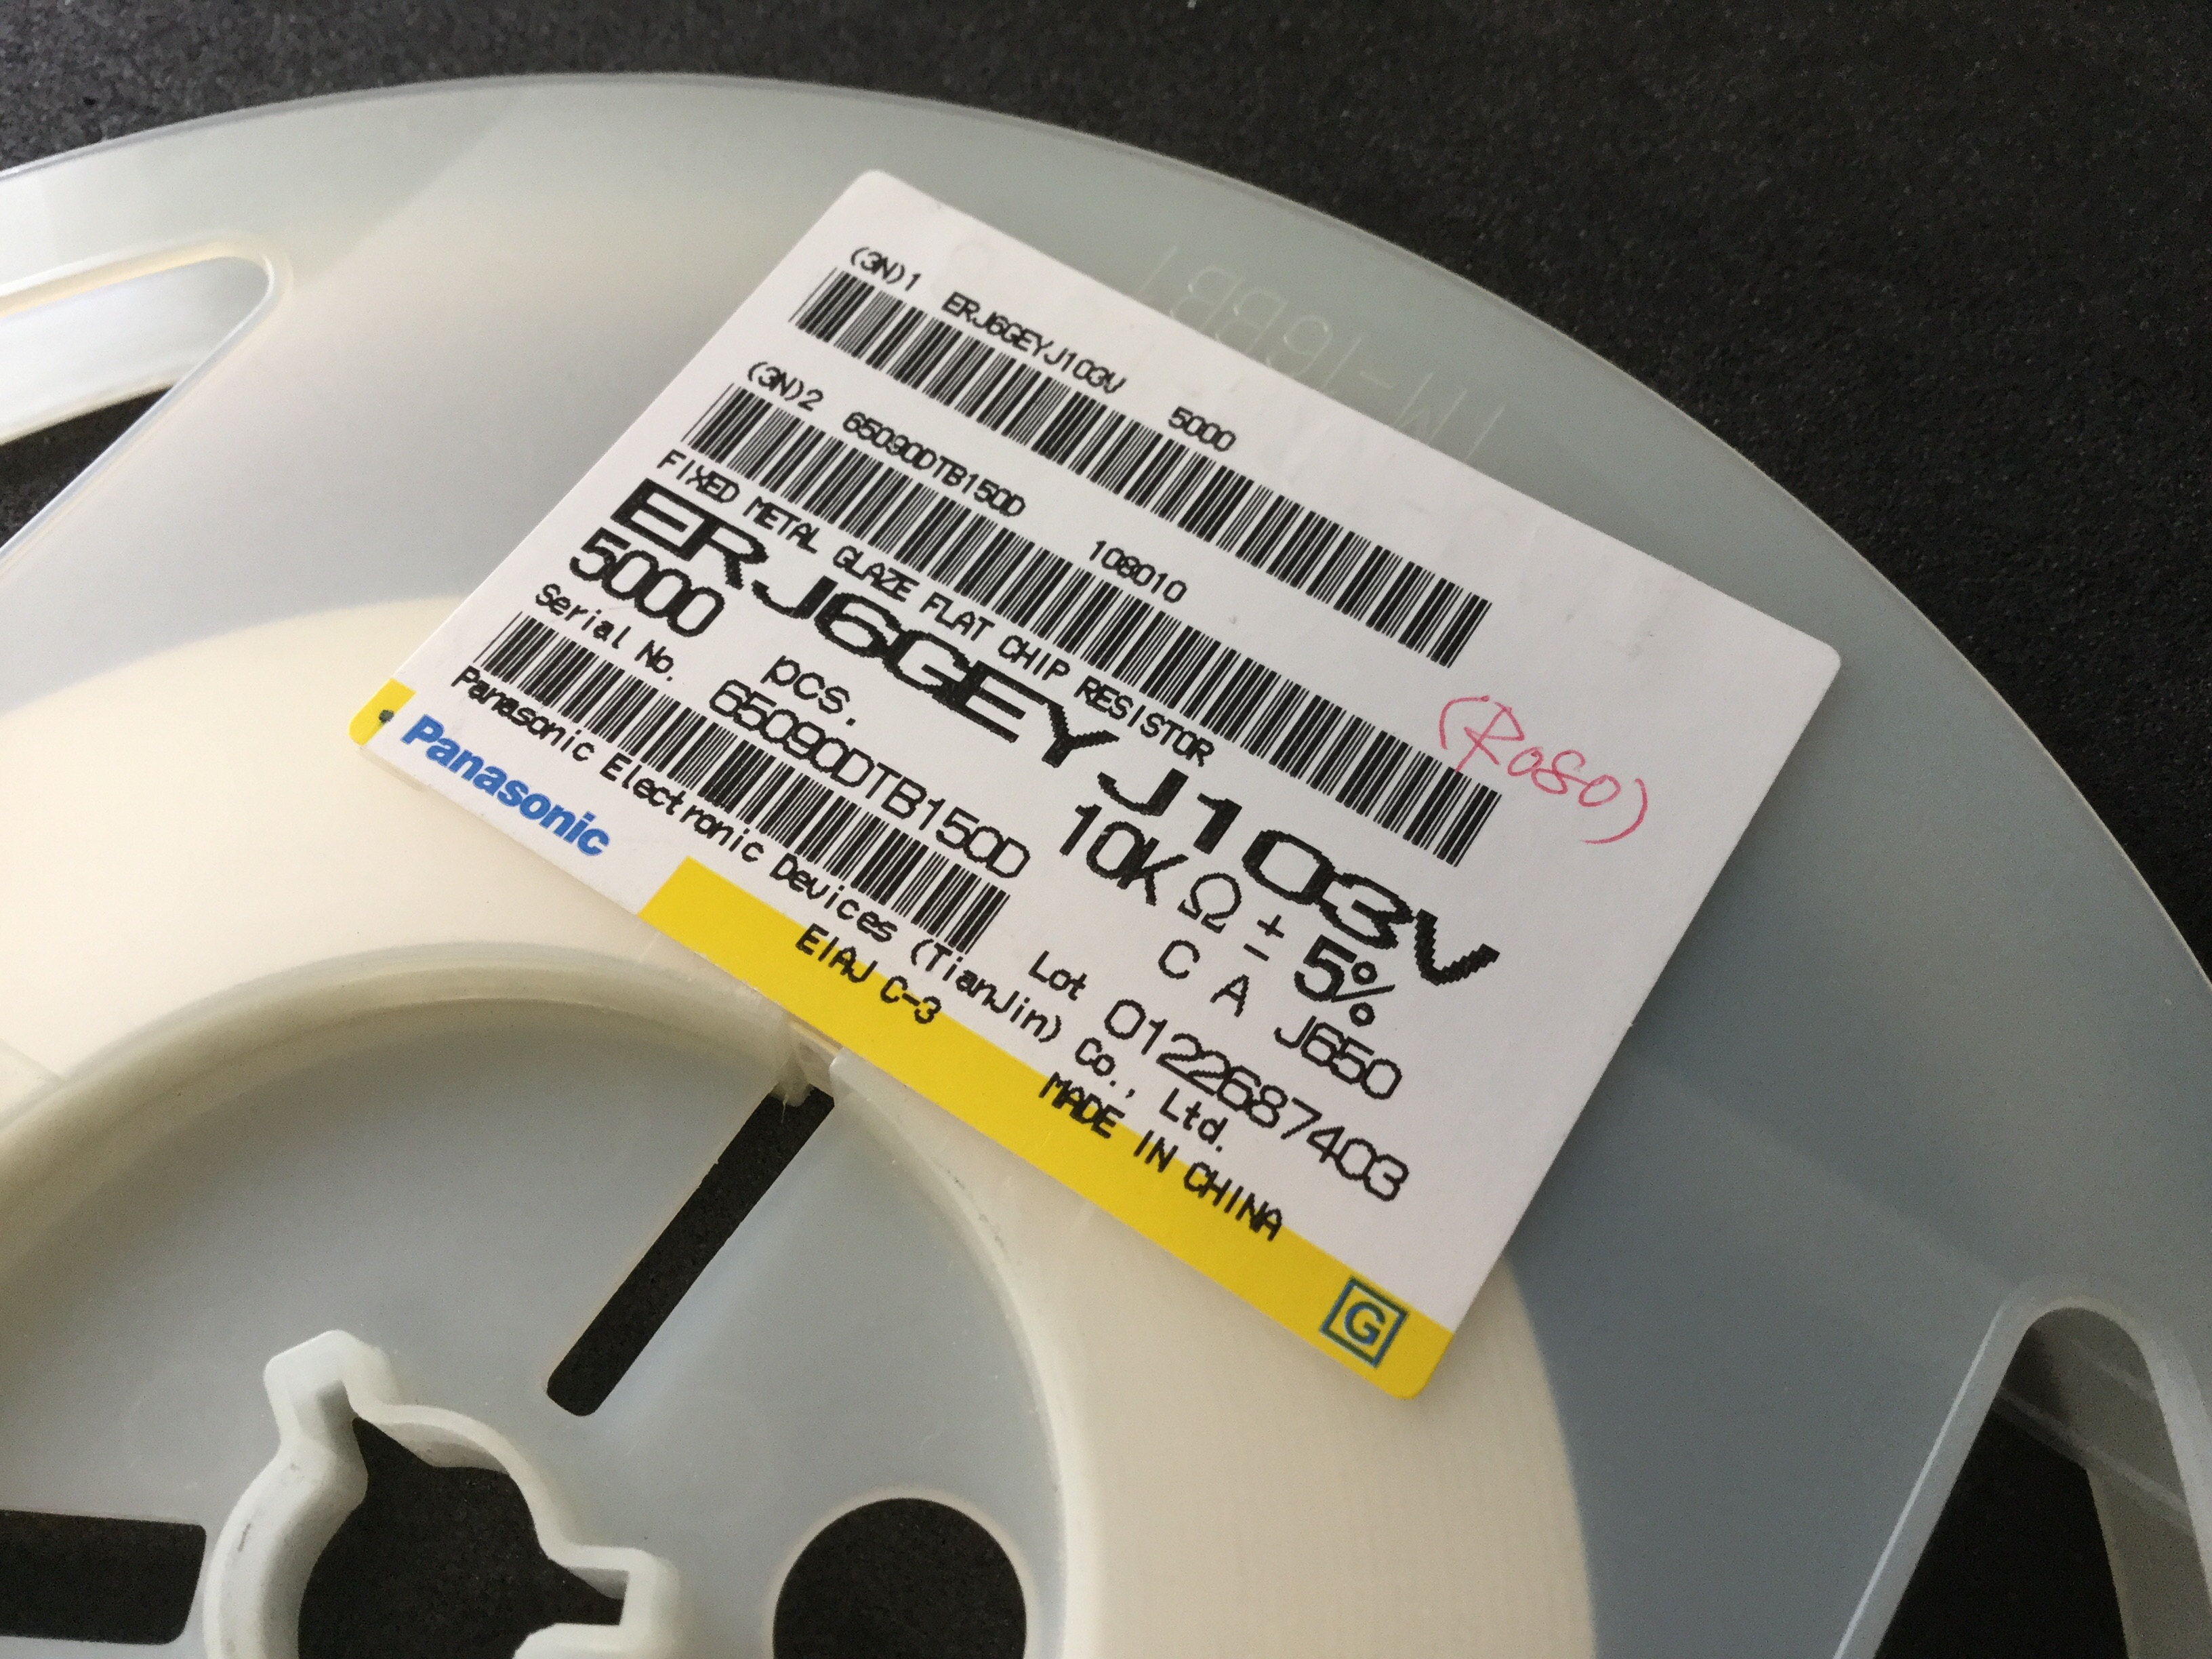 (3N)1 ERJ6GEYJ103V 5000
(3N)2 65090DTB150D 108010
FIXED METAL GLAZE FLAT CHIP RESISTOR
ERJ6GEYJ103V
5000 pcs. 10KΩ±5%
C A J650
Serial No. 65090DTB150D Lot 0122687403
Panasonic Electronic Devices (TianJin) Co., Ltd.
Panasonic
EIAJ C-3 MADE IN CHINA
G
(R080)